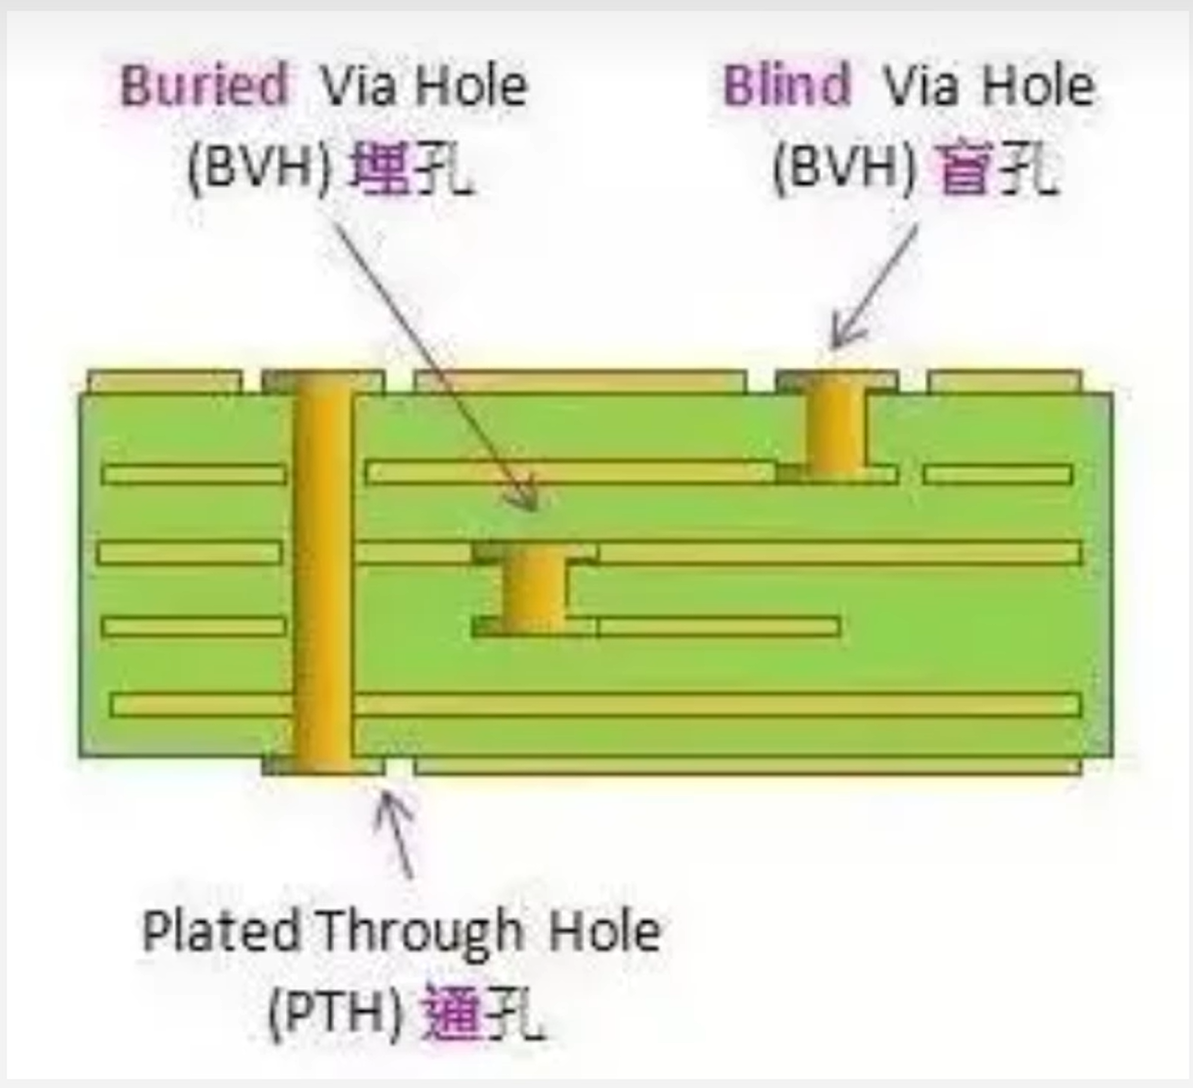 Buried Via Hole
(BVH) 埋孔
Blind Via Hole
(BVH) 盲孔
Plated Through Hole
(PTH) 通孔